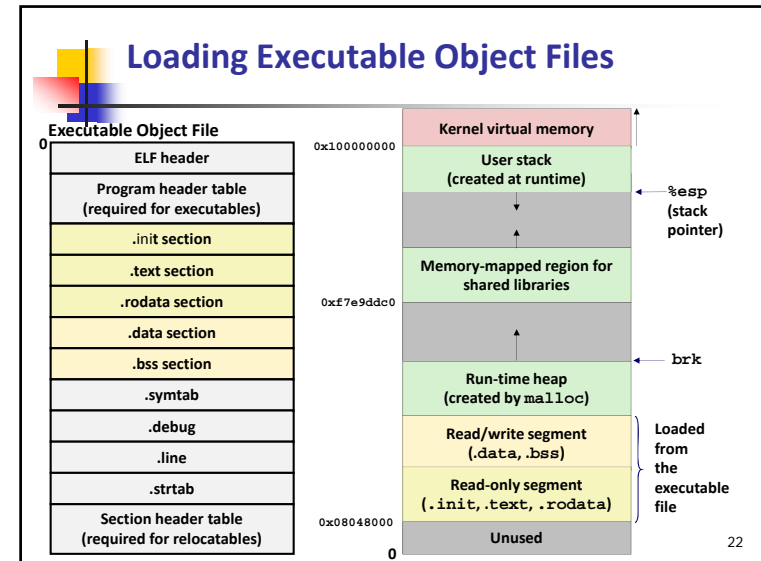 Loading Executable Object Files
Executable Object File
0
ELF header
Program header table
(required for executables)
.init section
.text section
.rodata section
.data section
.bss section
.symtab
.debug
.line
.strtab
Section header table
(required for relocatables)
0x100000000
0xf7e9ddc0
0x08048000
0
Kernel virtual memory
User stack
(created at runtime)
Memory-mapped region for
shared libraries
Run-time heap
(created by malloc)
Read/write segment
(.data, .bss)
Read-only segment
(.init, .text, .rodata)
Unused
%esp
(stack
pointer)
brk
Loaded
from
the
executable
file
22